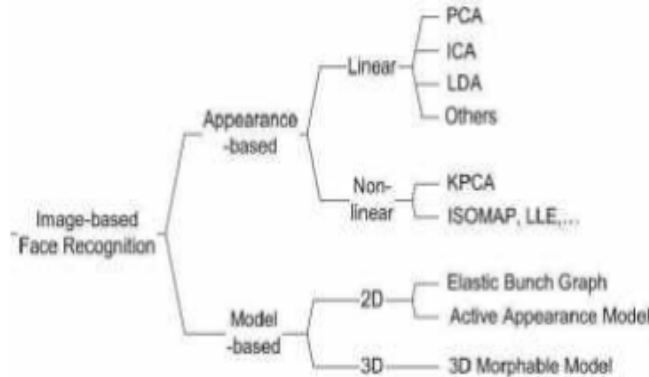 PCA
ICA
Linear
LDA
Others
Appearance
-based
KPCA
Non-
linear
ISOMAP, LLE,...
Image-based
Face Recognition
Elastic Bunch Graph
2D
Active Appearance Model
Model
-based
3D
3D Morphable Model